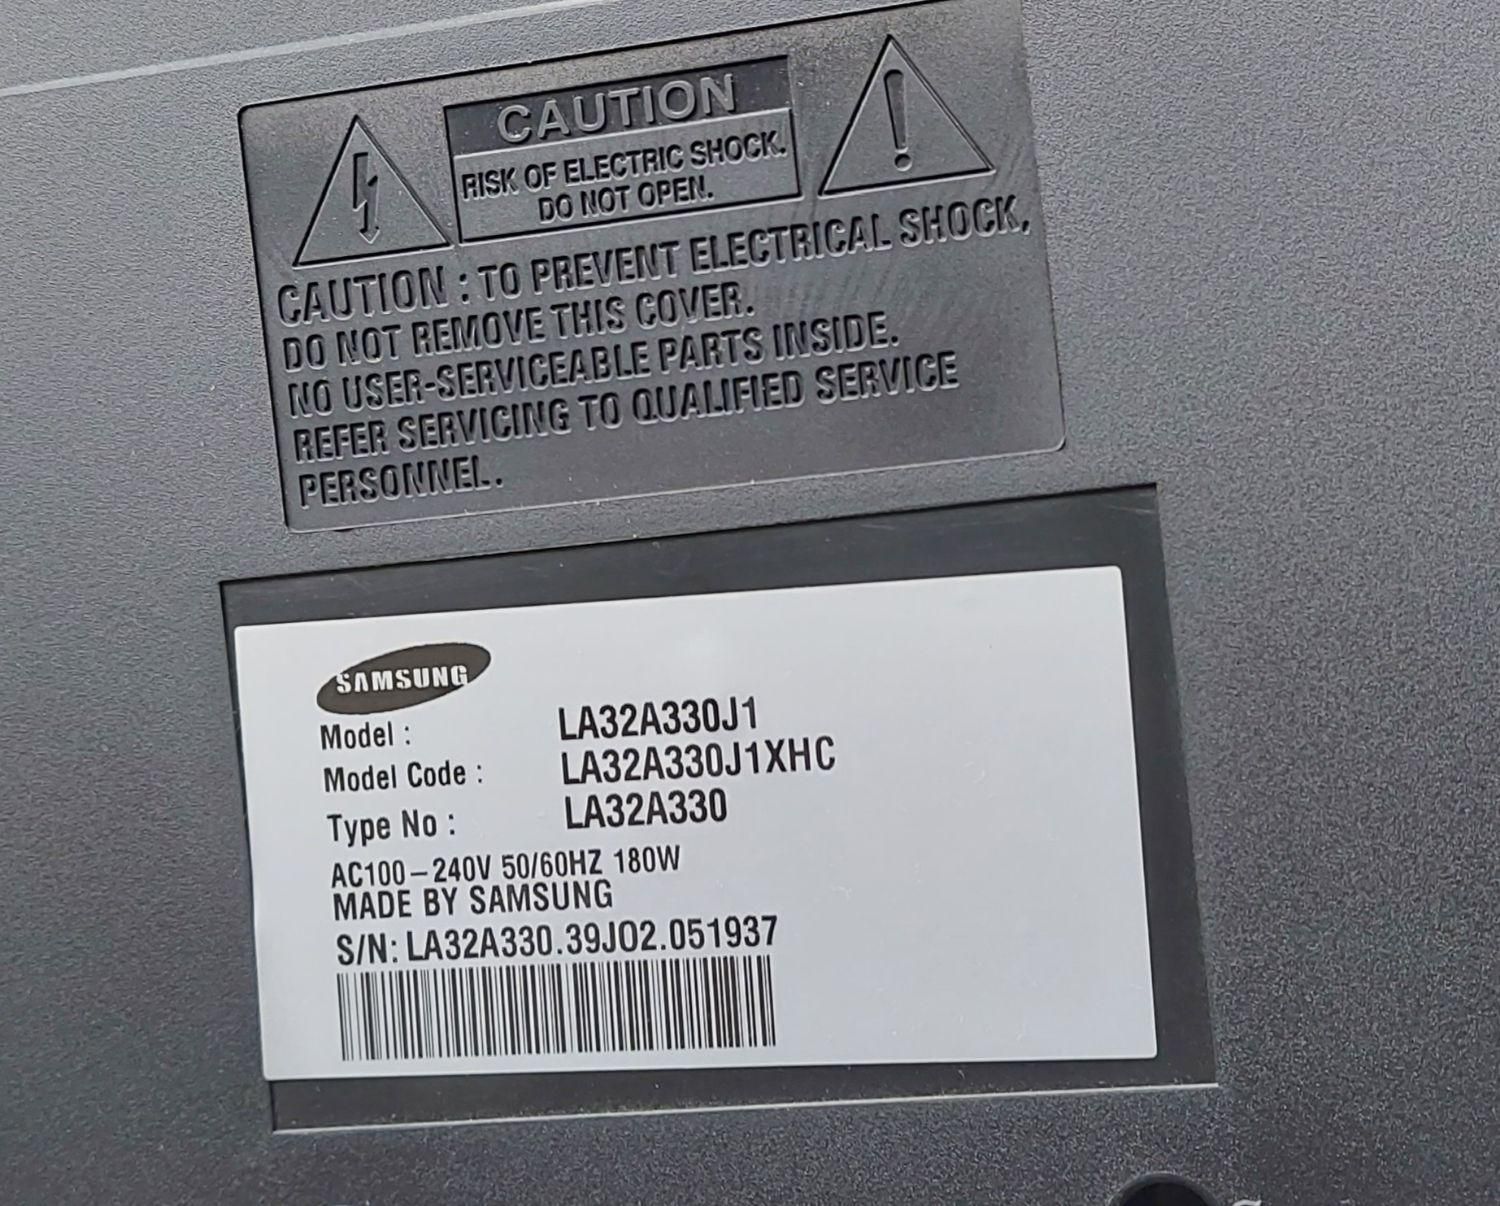 CAUTION
RISK OF ELECTRIC SHOCK.
DO NOT OPEN.
CAUTION : TO PREVENT ELECTRICAL SHOCK,
DO NOT REMOVE THIS COVER.
NO USER-SERVICEABLE PARTS INSIDE.
REFER SERVICING TO QUALIFIED SERVICE
PERSONNEL.
SAMSUNG
Model : LA32A330J1
Model Code : LA32A330J1XHC
Type No : LA32A330
AC100-240V 50/60HZ 180W
MADE BY SAMSUNG
S/N: LA32A330.39J02.051937